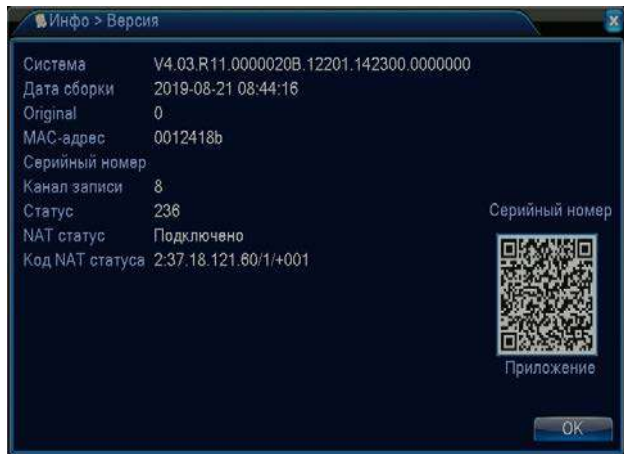 Инфо > Версия
Система V4.03.R11.0000020B.12201.142300.0000000
Дата сборки 2019-08-21 08:44:16
Original 0
MAC-адрес 0012418b
Серийный номер
Канал записи 8
Статус 236
NAT статус Подключено
Код NAT статуса 2:37.18.121.60/1/+001
Серийный номер
Приложение
OK